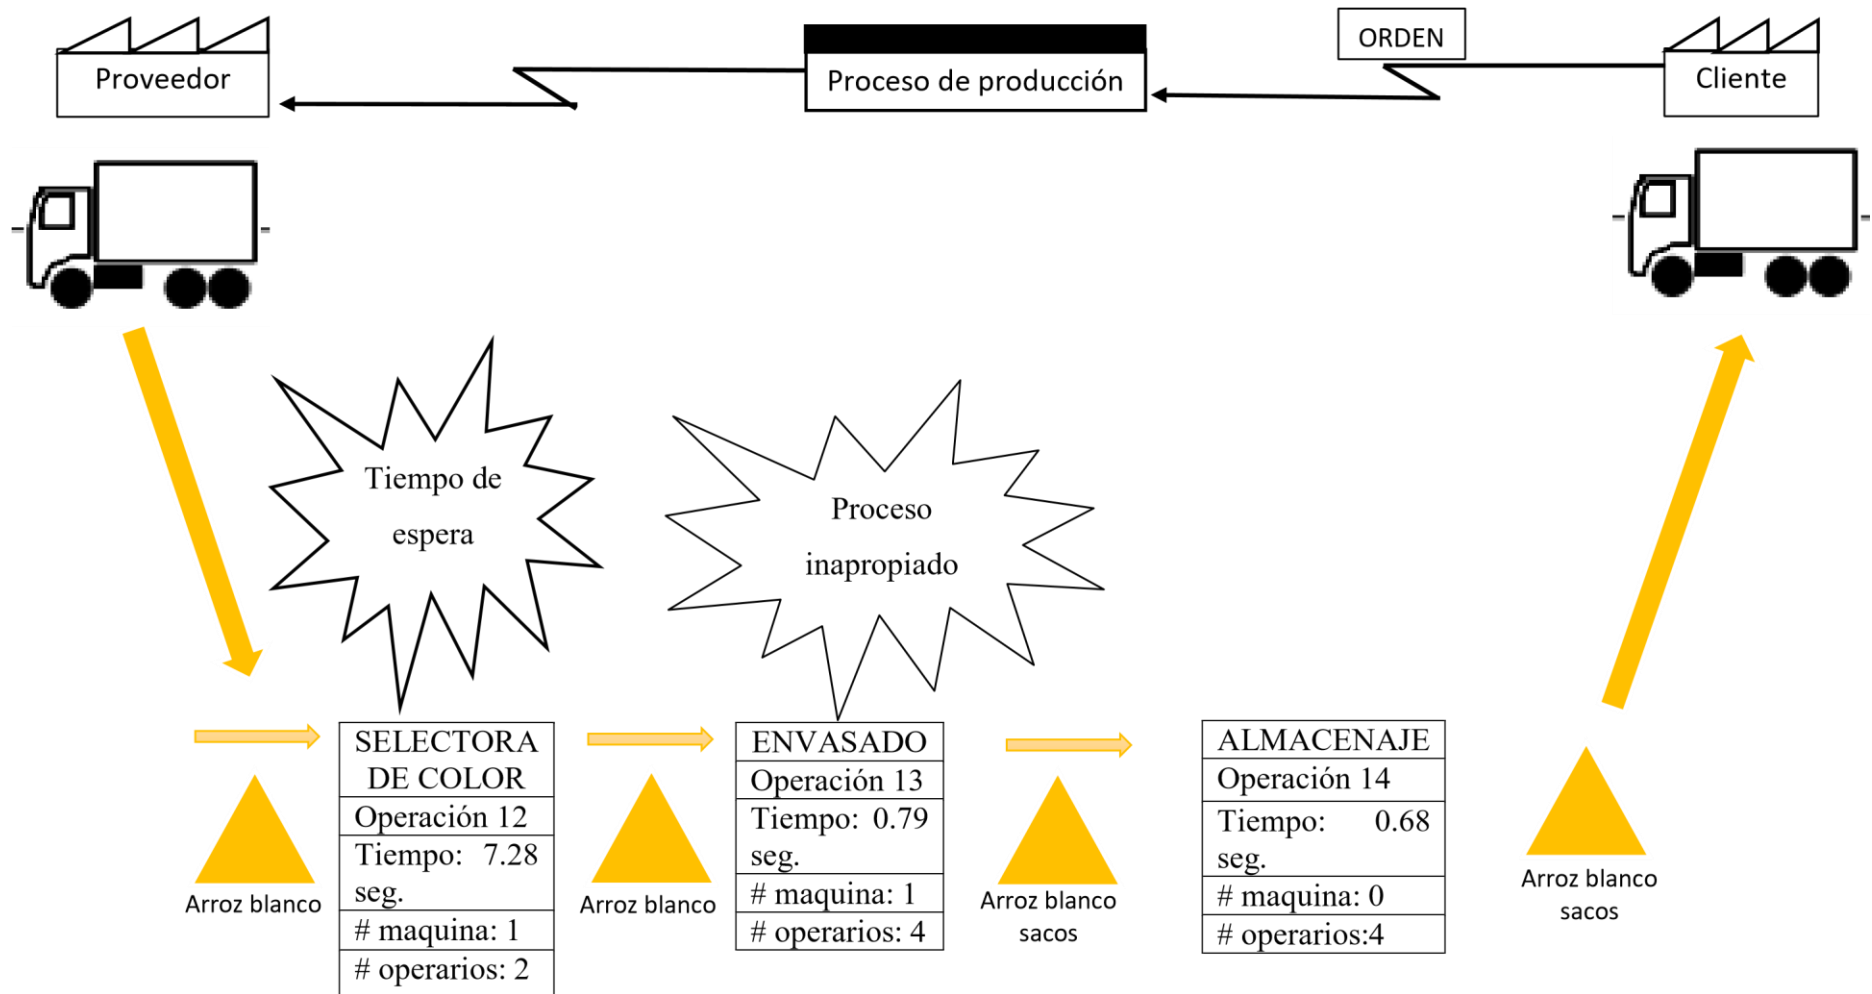 ORDEN
Proveedor
Proceso de producción
Cliente
Tiempo de
espera
Proceso
inapropiado
SELECTORA
DE COLOR
Operación 12
Tiempo: 7.28
seg.
# maquina: 1
# operarios: 2
ENVASADO
Operación 13
Tiempo: 0.79
seg.
# maquina: 1
# operarios: 4
ALMACENAJE
Operación 14
Tiempo: 0.68
seg.
# maquina: 0
# operarios:4
Arroz blanco
Arroz blanco
Arroz blanco
sacos
Arroz blanco
sacos